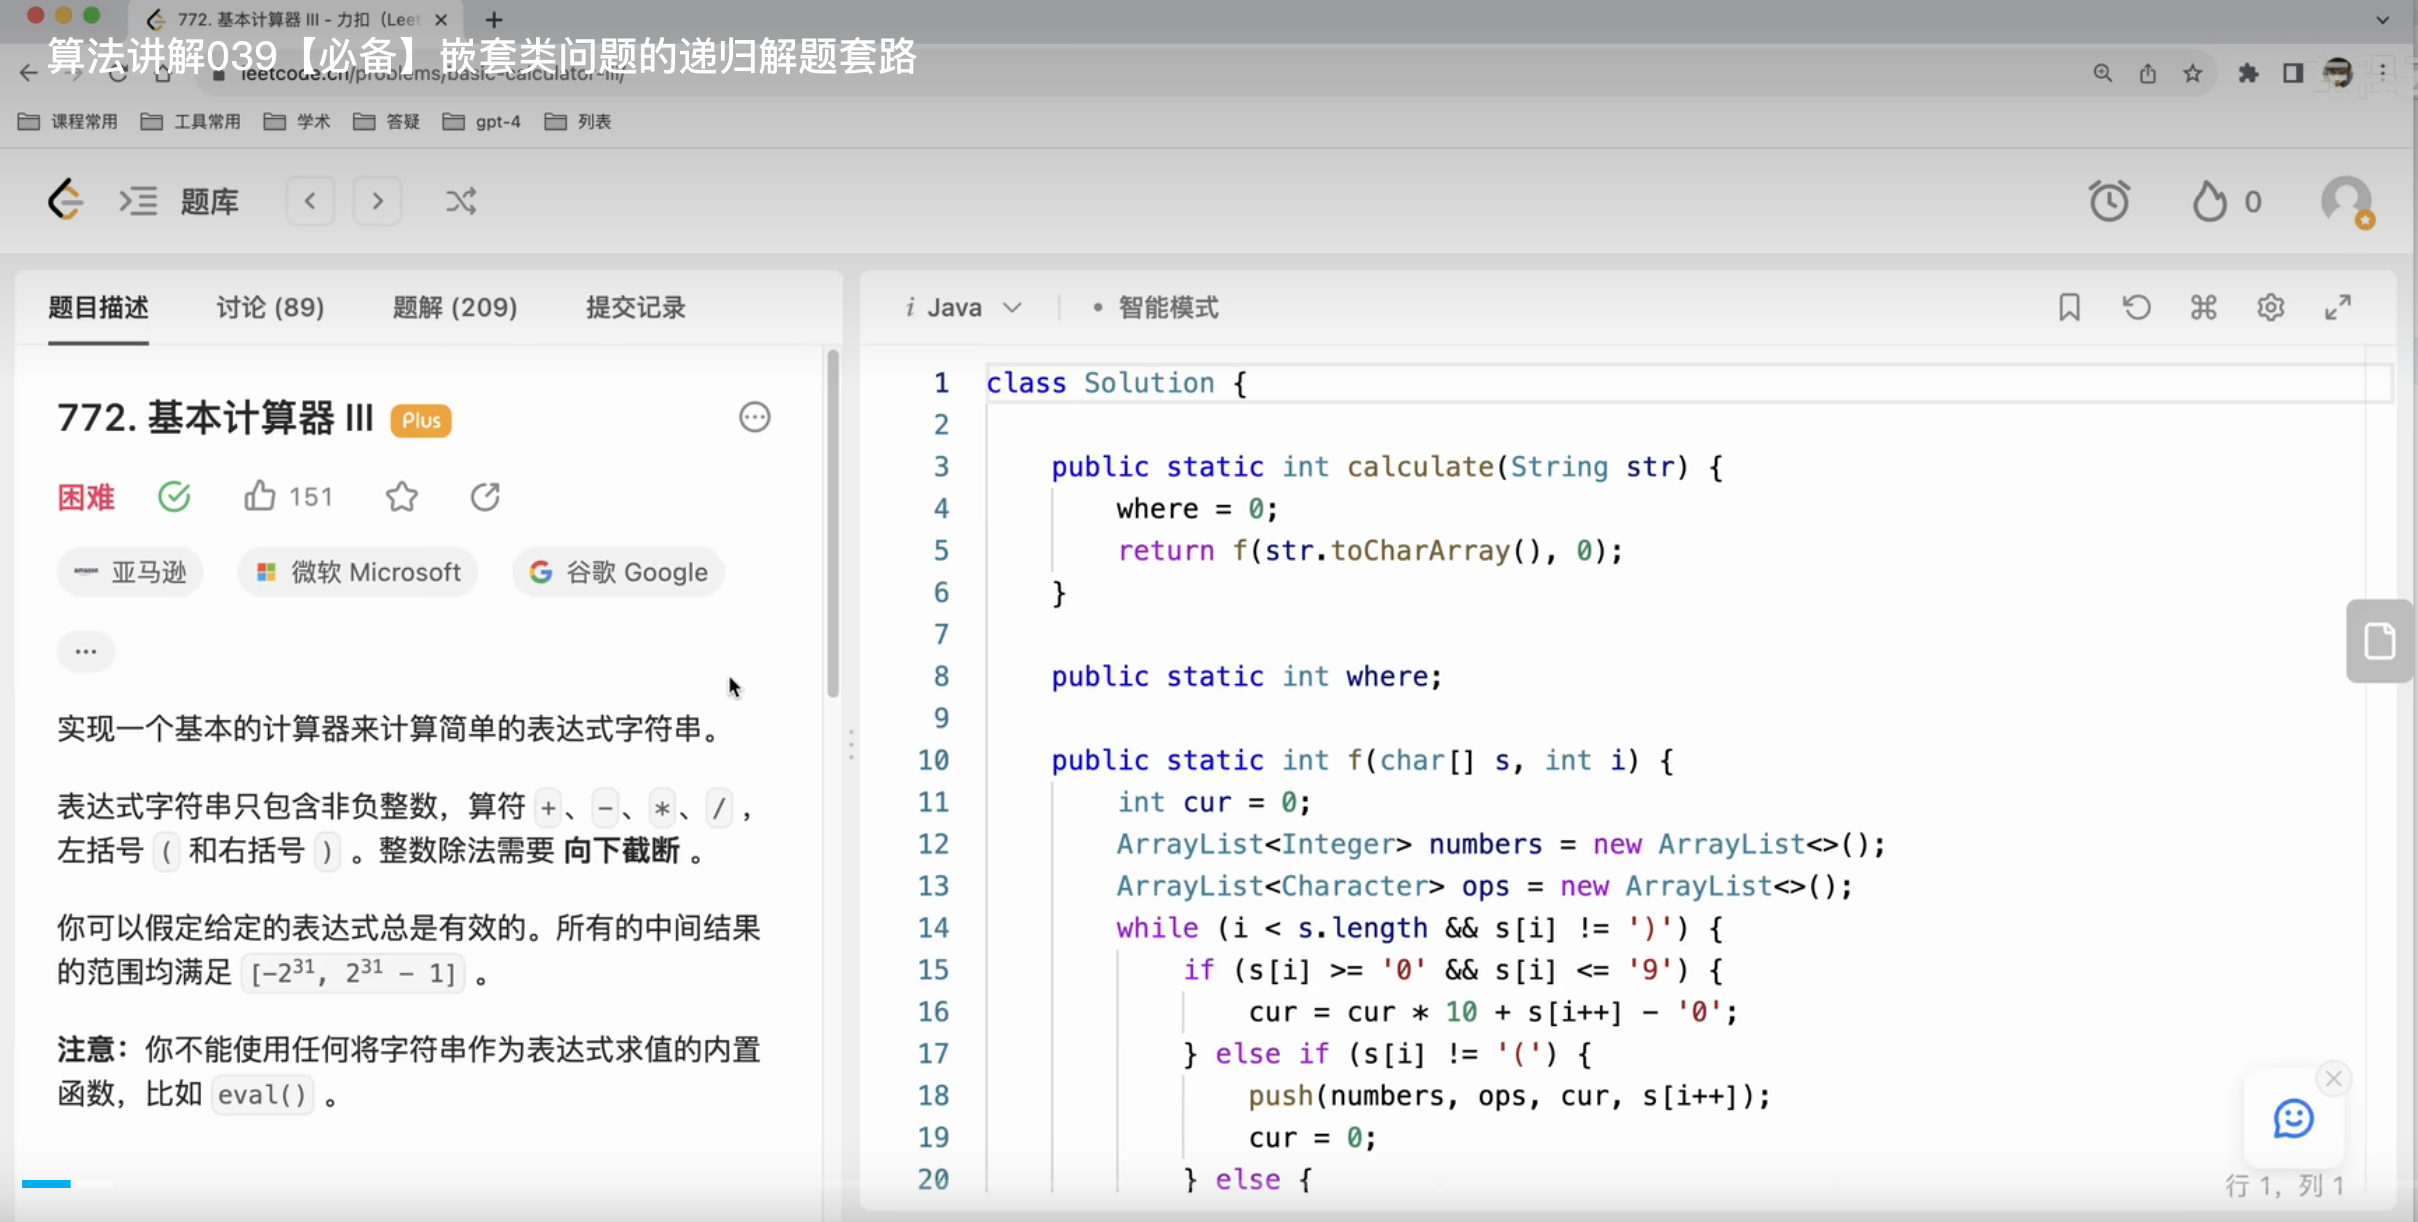 772. 基本计算器 III - 力扣（Leet
算法讲解039【必备】嵌套类问题的递归解题套路
leetcode.cn/problems/basic-calculator-iii/
课程常用 工具常用 学术 答疑 gpt-4 列表
题库
0
题目描述 讨论 (89) 题解 (209) 提交记录
772. 基本计算器 III Plus
困难 151
amazon 亚马逊 微软 Microsoft 谷歌 Google
...
实现一个基本的计算器来计算简单的表达式字符串。
表达式字符串只包含非负整数，算符 +、-、*、/ ，
左括号 ( 和右括号 ) 。整数除法需要 向下截断 。
你可以假定给定的表达式总是有效的。所有的中间结果
的范围均满足 [-2³¹, 2³¹ - 1] 。
注意：你不能使用任何将字符串作为表达式求值的内置
函数，比如 eval() 。
i Java • 智能模式
1 class Solution {
2
3 public static int calculate(String str) {
4 where = 0;
5 return f(str.toCharArray(), 0);
6 }
7
8 public static int where;
9
10 public static int f(char[] s, int i) {
11 int cur = 0;
12 ArrayList<Integer> numbers = new ArrayList<>();
13 ArrayList<Character> ops = new ArrayList<>();
14 while (i < s.length && s[i] != ')') {
15 if (s[i] >= '0' && s[i] <= '9') {
16 cur = cur * 10 + s[i++] - '0';
17 } else if (s[i] != '(') {
18 push(numbers, ops, cur, s[i++]);
19 cur = 0;
20 } else {
行 1, 列 1